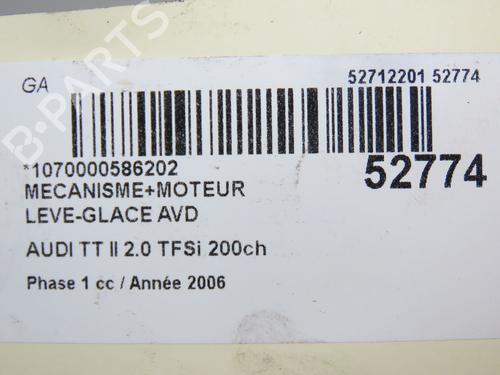 GA
52712201 52774
*1070000586202
52774
MECANISME+MOTEUR
LEVE-GLACE AVD
AUDI TT II 2.0 TFSi 200ch
Phase 1 cc / Année 2006
B-PARTS